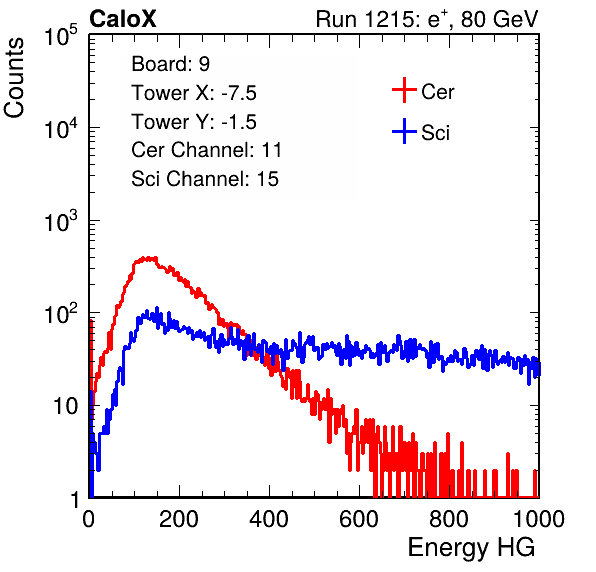 CaloX Run 1215: e⁺, 80 GeV
Counts
Board: 9
Tower X: -7.5
Tower Y: -1.5
Cer Channel: 11
Sci Channel: 15
Cer
Sci
10⁵
10⁴
10³
10²
10
1
0 200 400 600 800 1000
Energy HG